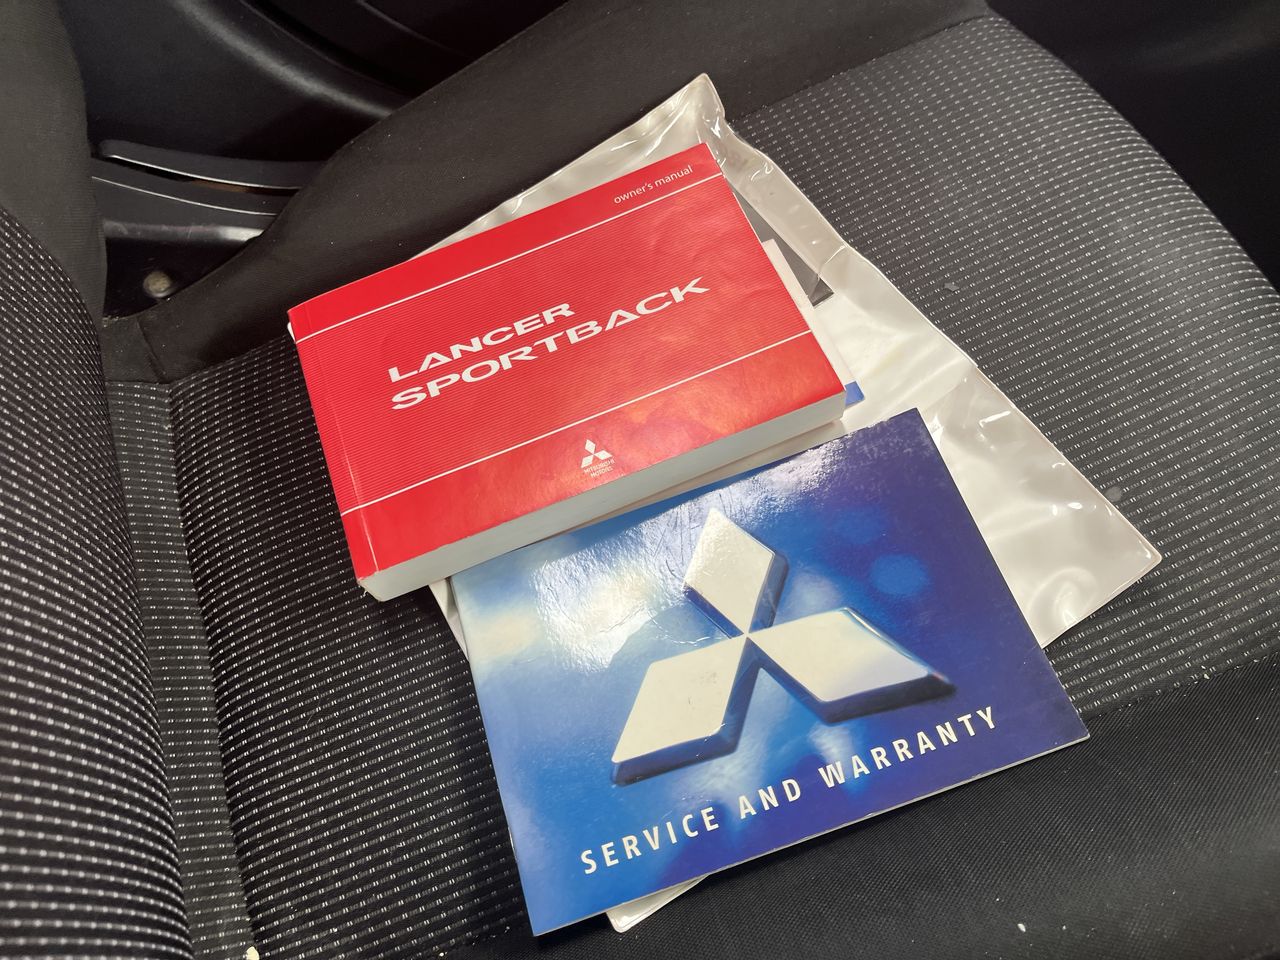 owner's manual
LANCER
SPORTBACK
MITSUBISHI
MOTORS
SERVICE AND WARRANTY